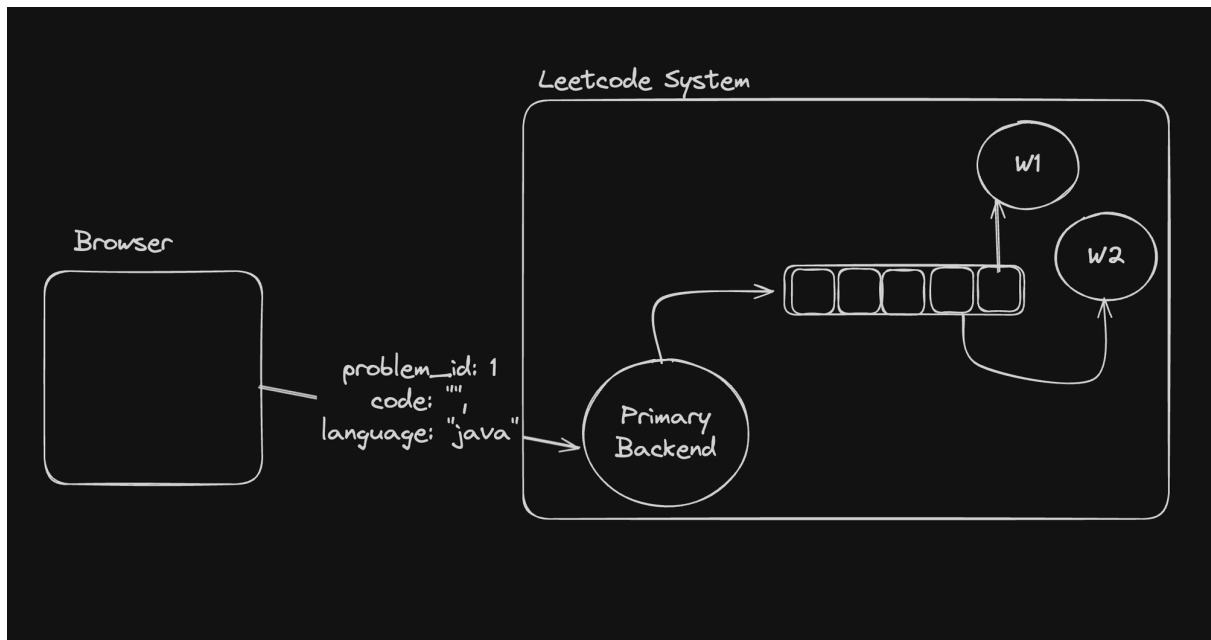 Leetcode System
W1
W2
Browser
problem_id: 1
code: "",
language: "java"
Primary
Backend